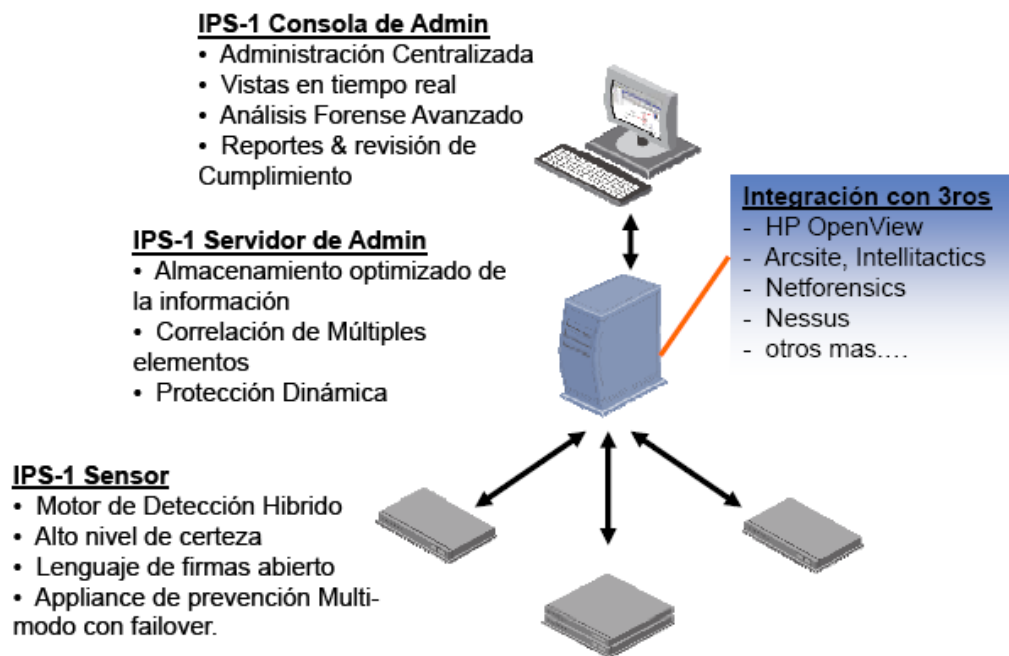 IPS-1 Consola de Admin
• Administración Centralizada
• Vistas en tiempo real
• Análisis Forense Avanzado
• Reportes & revisión de
Cumplimiento
Integración con 3ros
- HP OpenView
- Arcsite, Intellitactics
- Netforensics
- Nessus
- otros mas....
IPS-1 Servidor de Admin
• Almacenamiento optimizado de
la información
• Correlación de Múltiples
elementos
• Protección Dinámica
IPS-1 Sensor
• Motor de Detección Hibrido
• Alto nivel de certeza
• Lenguaje de firmas abierto
• Appliance de prevención Multi-
modo con failover.